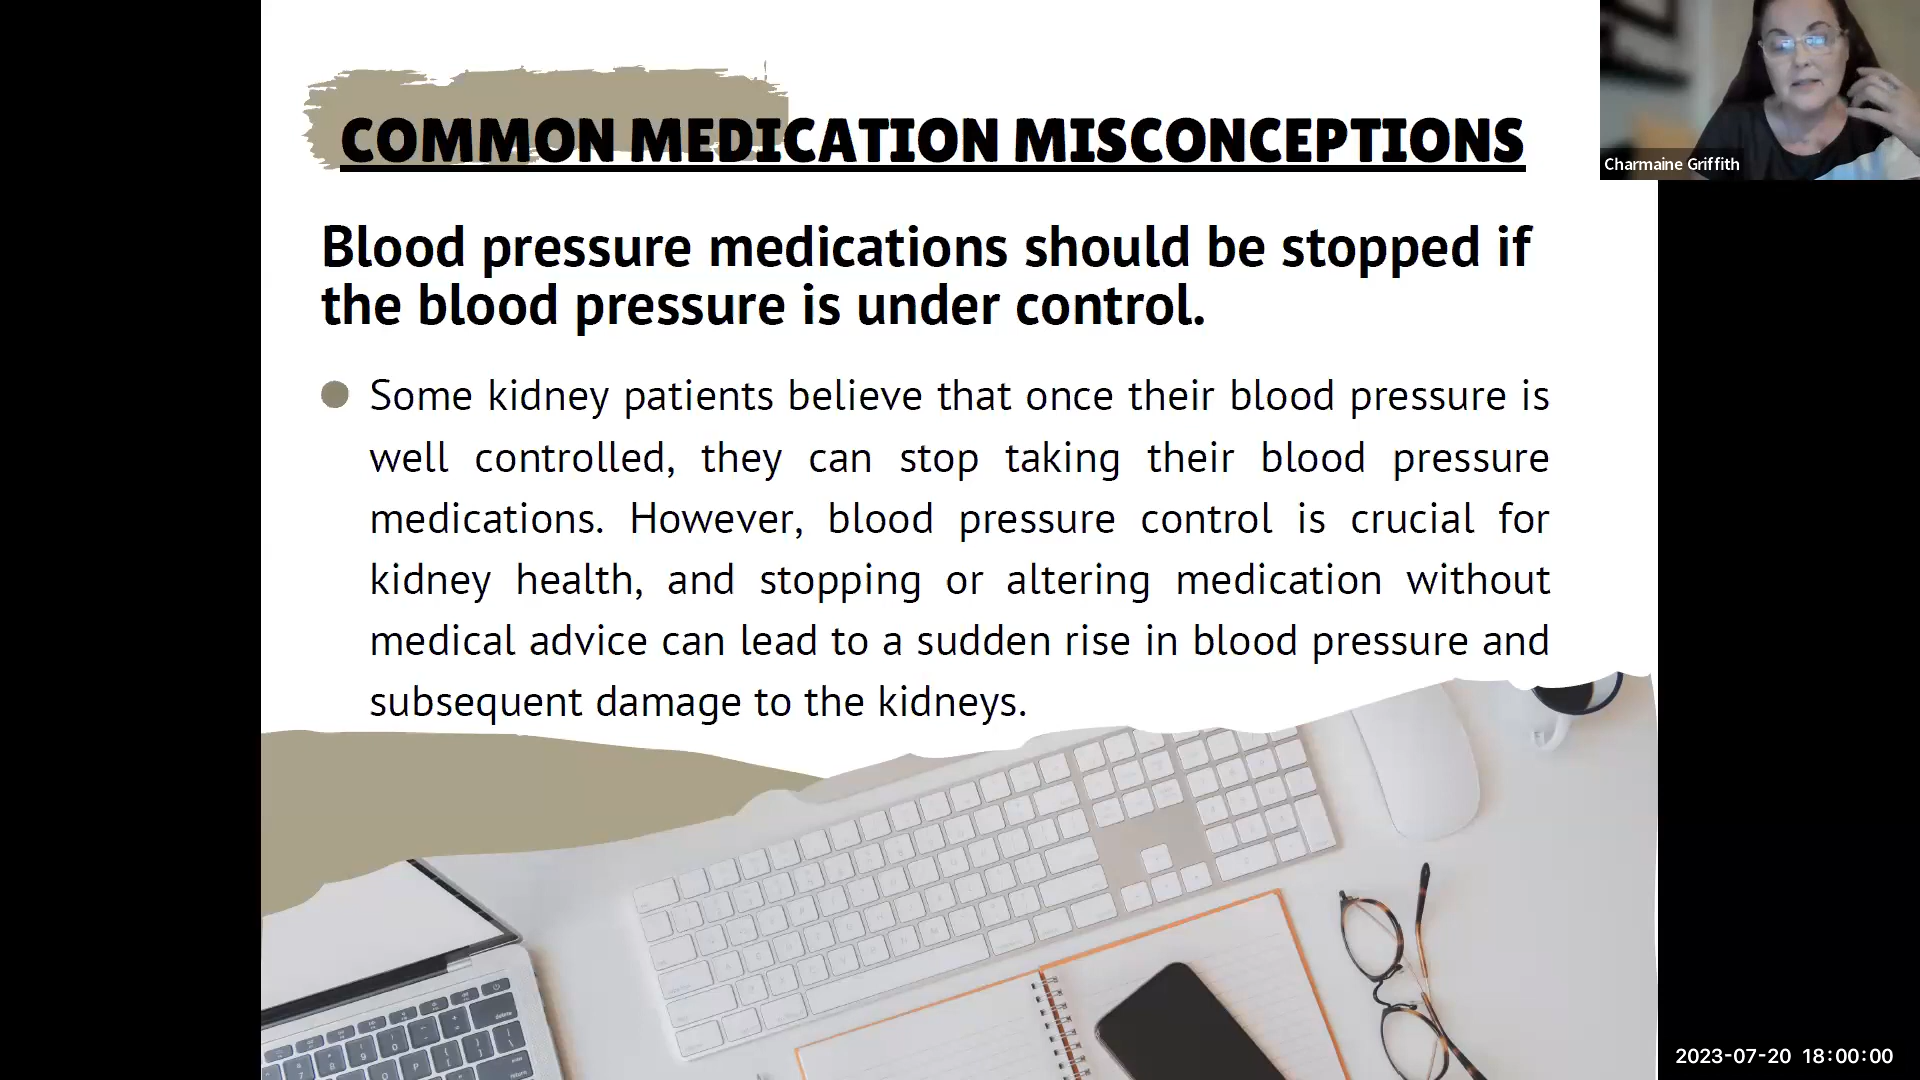 COMMON MEDICATION MISCONCEPTIONS
Charmaine Griffith
Blood pressure medications should be stopped if
the blood pressure is under control.
Some kidney patients believe that once their blood pressure is
well controlled, they can stop taking their blood pressure
medications. However, blood pressure control is crucial for
kidney health, and stopping or altering medication without
medical advice can lead to a sudden rise in blood pressure and
subsequent damage to the kidneys.
delete
return
2023-07-20 18:00:00